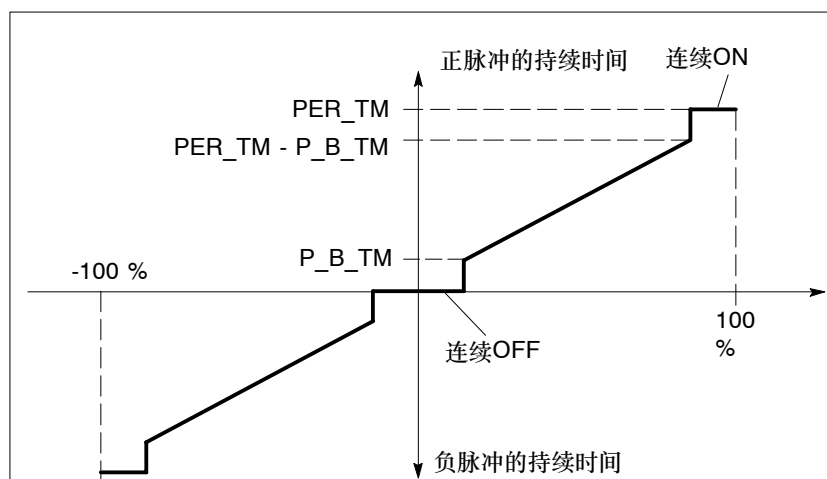 正脉冲的持续时间
连续ON
PER_TM
PER_TM - P_B_TM
P_B_TM
-100 %
100
%
连续OFF
负脉冲的持续时间